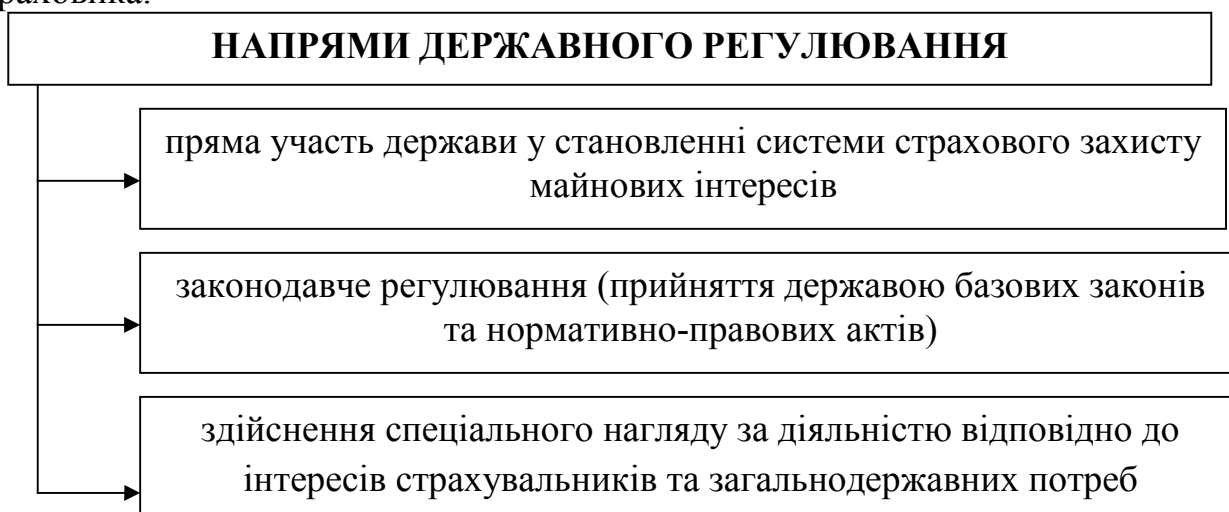 НАПРЯМИ ДЕРЖАВНОГО РЕГУЛЮВАННЯ
пряма участь держави у становленні системи страхового захисту
майнових інтересів
законодавче регулювання (прийняття державою базових законів
та нормативно-правових актів)
здійснення спеціального нагляду за діяльністю відповідно до
інтересів страхувальників та загальнодержавних потреб